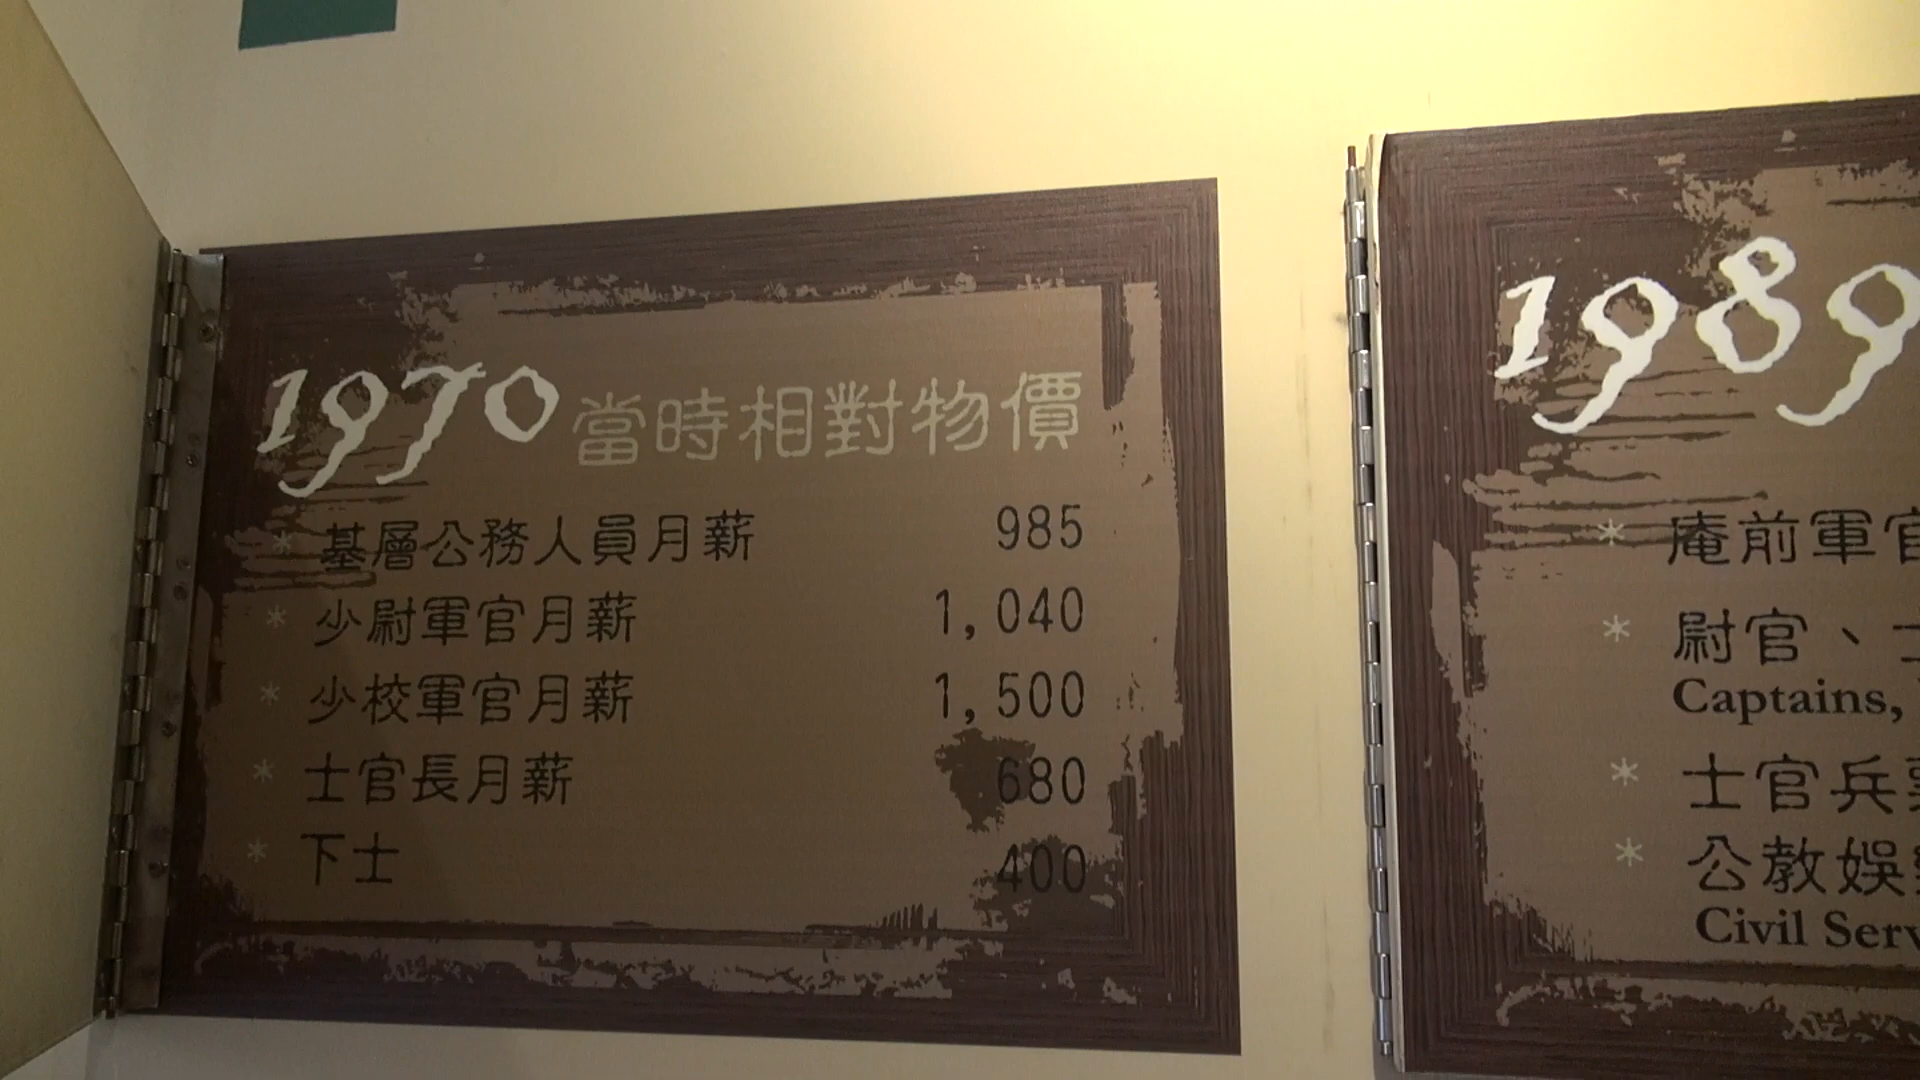 1970 當時相對物價
* 基層公務人員月薪 985
* 少尉軍官月薪 1,040
* 少校軍官月薪 1,500
* 士官長月薪 680
* 下士 400
1989
* 庵前軍官
* 尉官、士
Captains,
* 士官兵
* 公教娛
Civil Serv